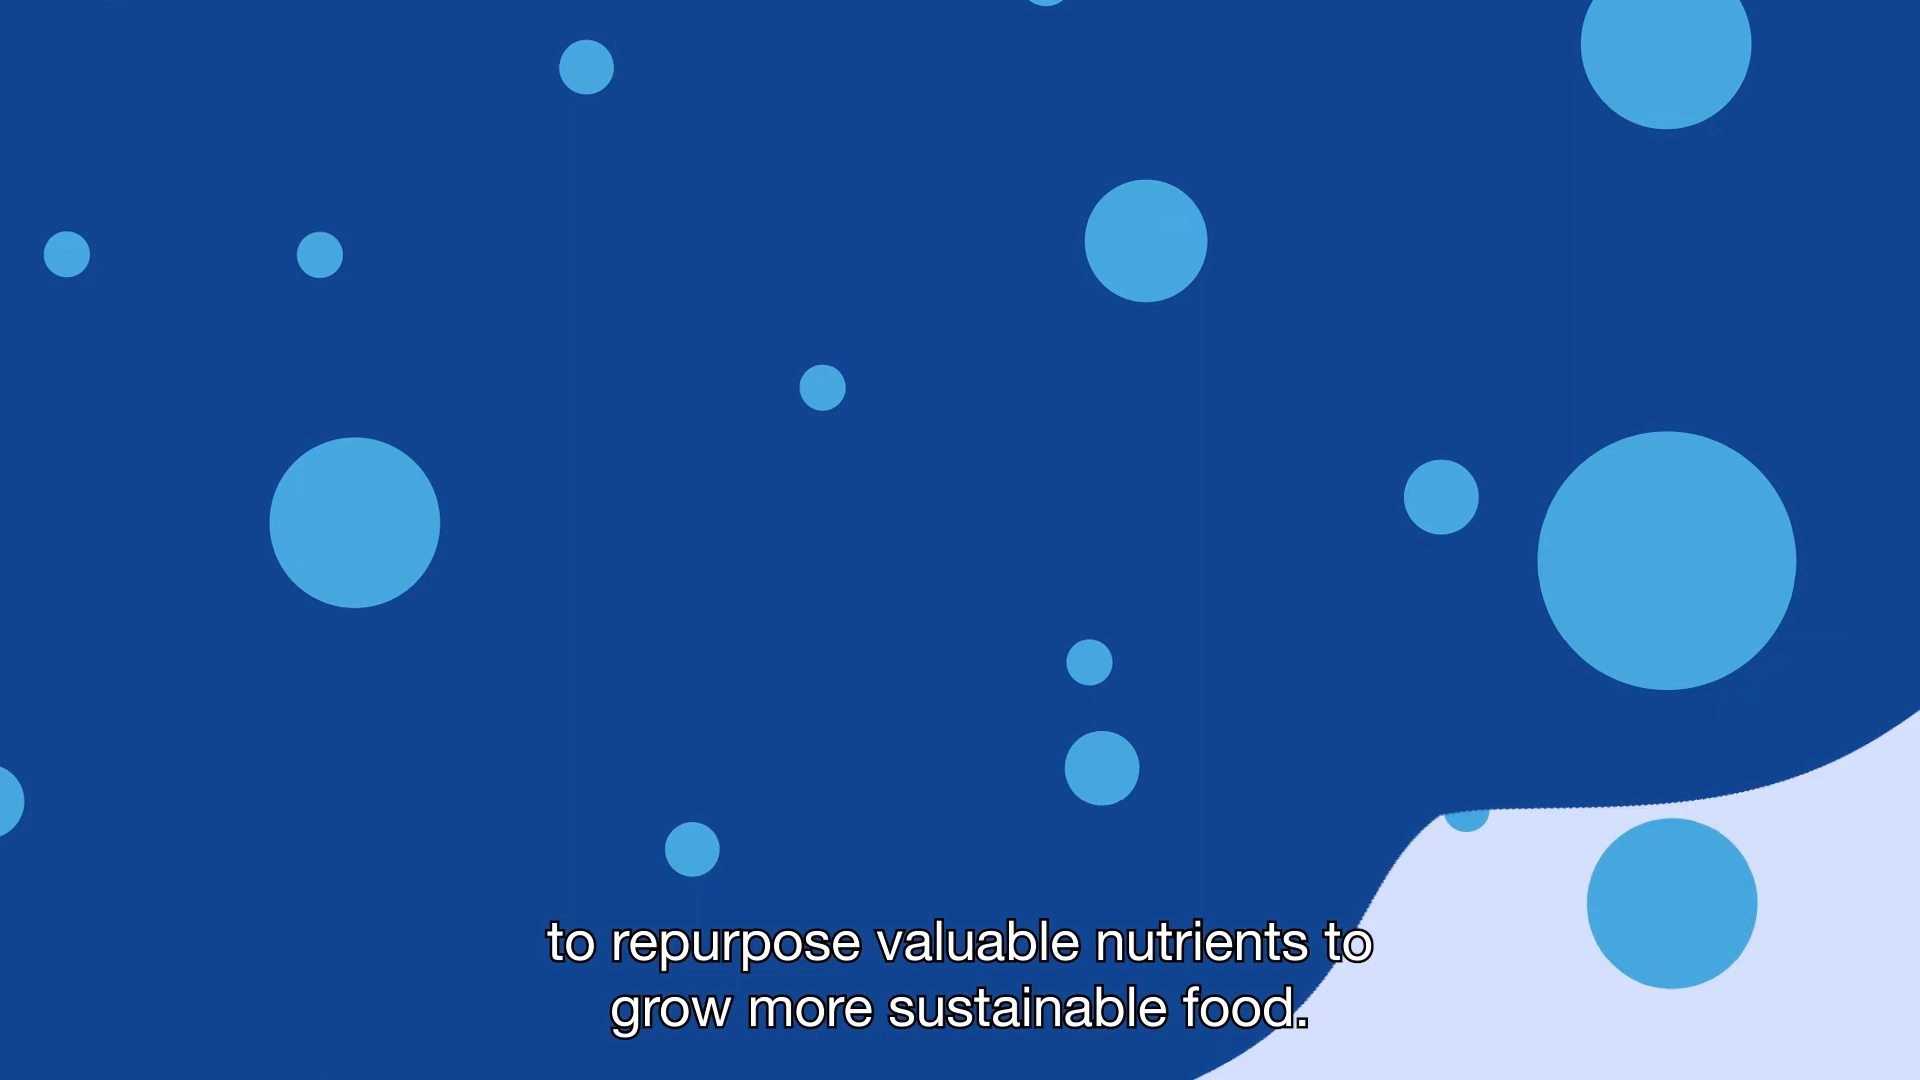 to repurpose valuable nutrients to
grow more sustainable food.